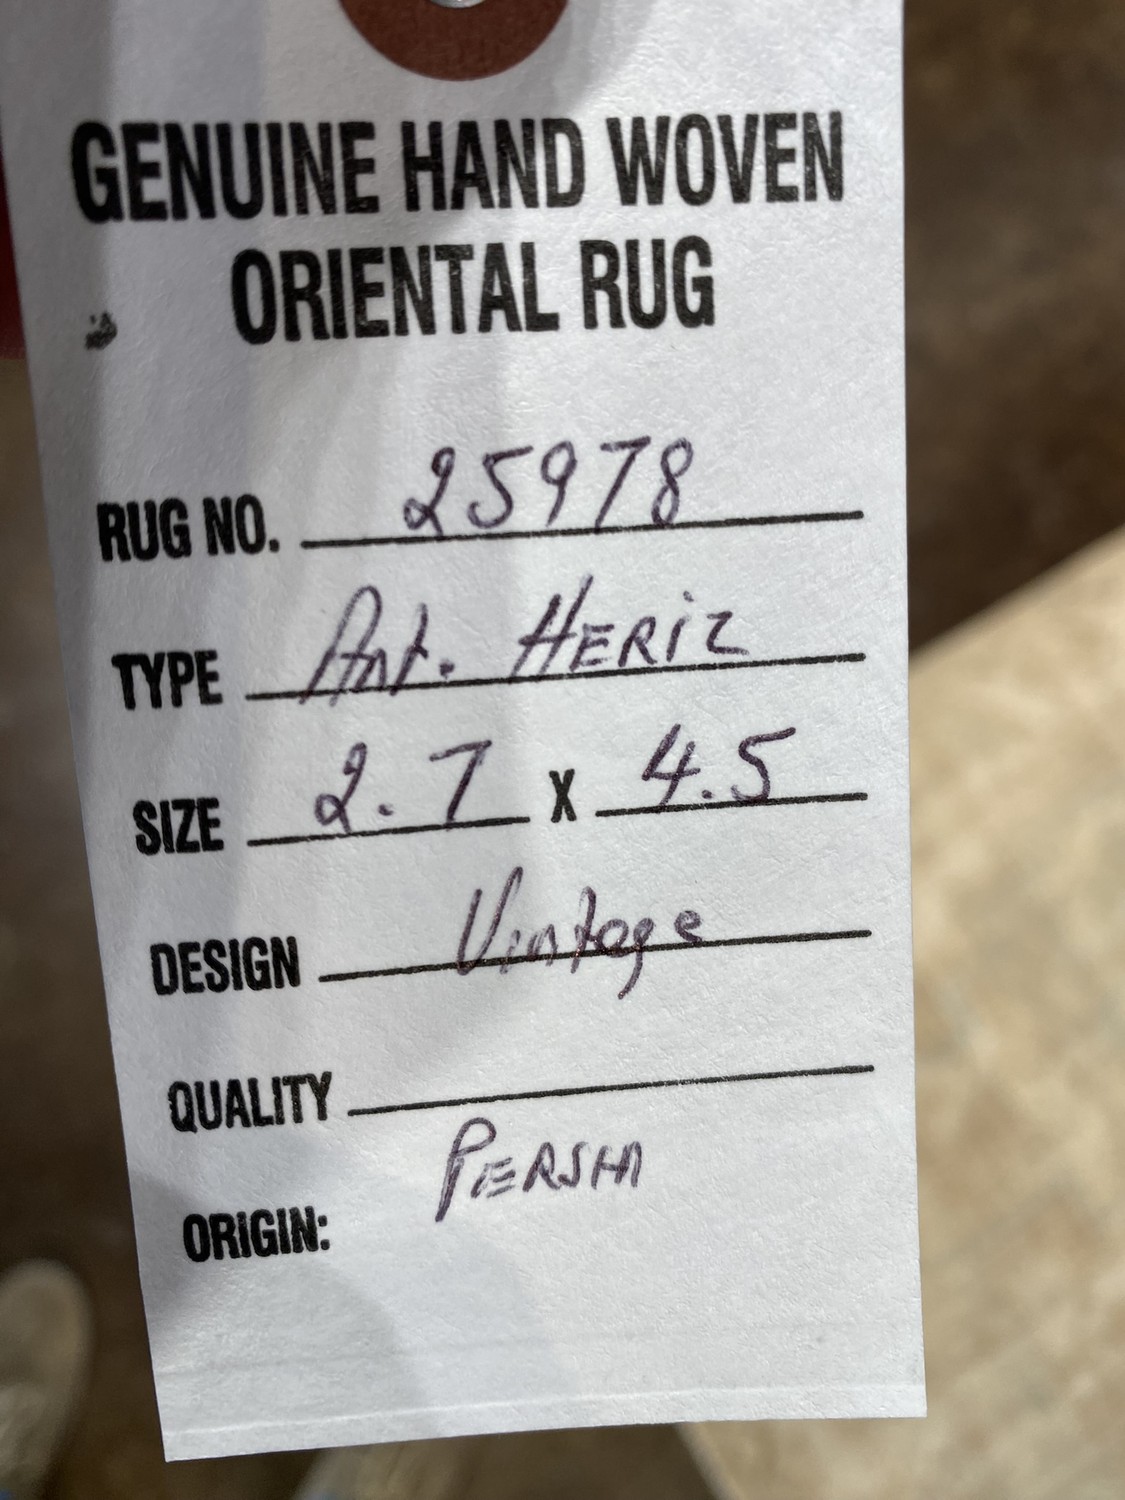 GENUINE HAND WOVEN
ORIENTAL RUG
RUG NO. 25978
TYPE Ant. HERiZ
SIZE 2.7 X 4.5
DESIGN Vintage
QUALITY
PERSIA
ORIGIN: